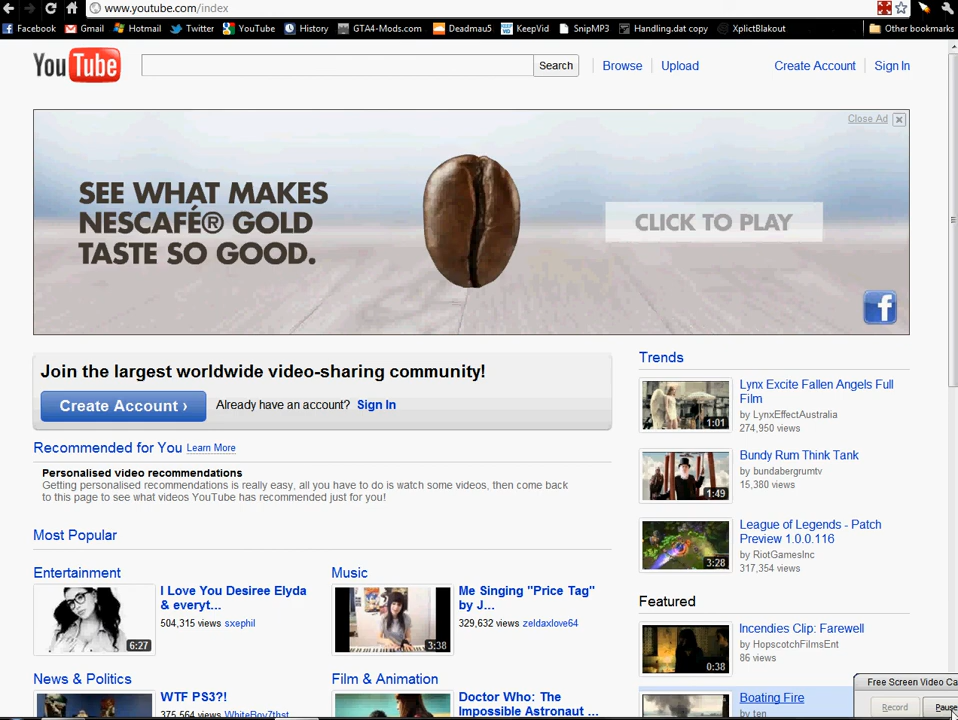 www.youtube.com/index
Facebook Gmail Hotmail Twitter YouTube History GTA4-Mods.com Deadmau5 KeepVid SnipMP3 Handling.dat copy XplictBlakout Other bookmarks
YouTube Search Browse Upload Create Account Sign In
Close Ad
SEE WHAT MAKES
NESCAFÉ® GOLD
TASTE SO GOOD.
CLICK TO PLAY
Join the largest worldwide video-sharing community!
Create Account › Already have an account? Sign In
Recommended for You Learn More
Personalised video recommendations
Getting personalised recommendations is really easy, all you have to do is watch some videos, then come back
to this page to see what videos YouTube has recommended just for you!
Most Popular
Entertainment
6:27
I Love You Desiree Elyda
& everyt...
504,315 views sxephil
Music
3:38
Me Singing "Price Tag"
by J...
329,632 views zeldaxlove64
News & Politics
WTF PS3?!
375,564 views WhiteBoy7thst
Film & Animation
Doctor Who: The
Impossible Astronaut ...
Trends
1:01
Lynx Excite Fallen Angels Full
Film
by LynxEffectAustralia
274,950 views
1:49
Bundy Rum Think Tank
by bundabergrumtv
15,380 views
3:28
League of Legends - Patch
Preview 1.0.0.116
by RiotGamesInc
317,354 views
Featured
0:38
Incendies Clip: Farewell
by HopscotchFilmsEnt
86 views
Boating Fire
by ten
Free Screen Video Ca
Record Pause